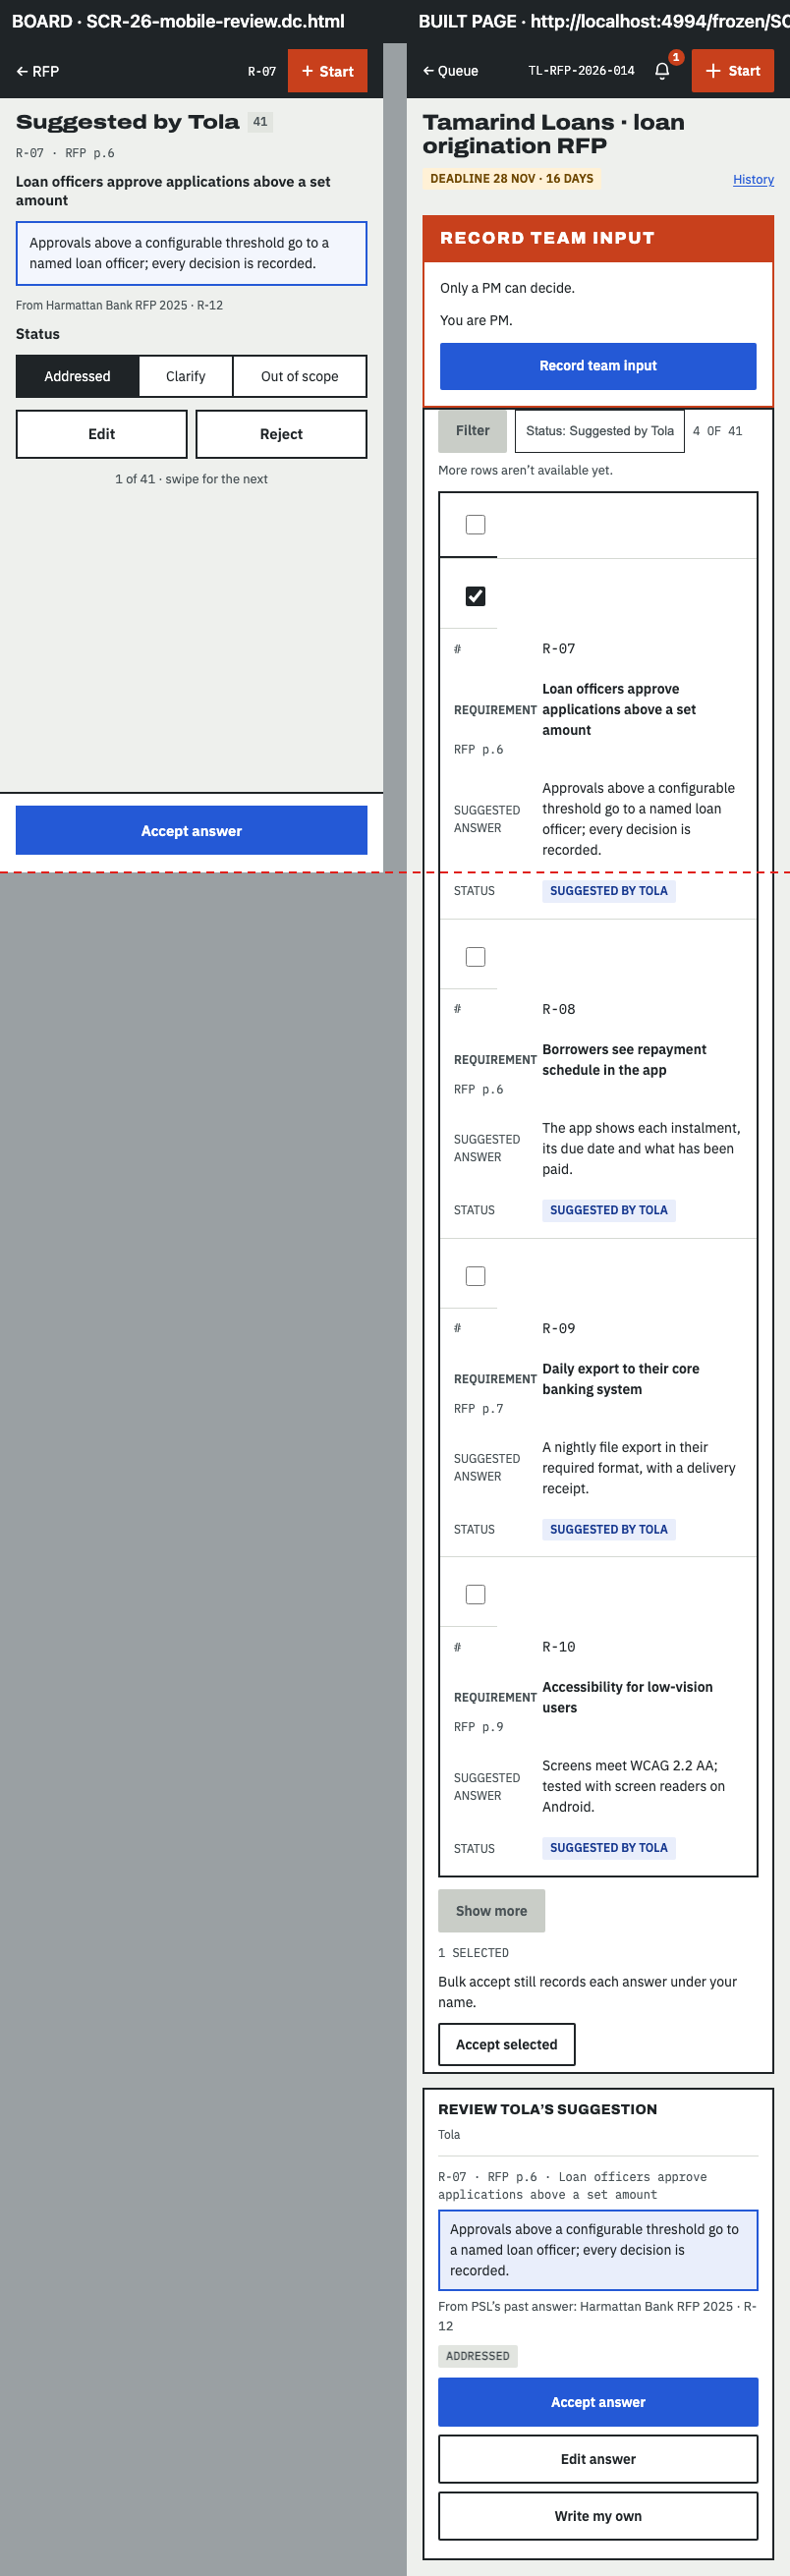 BOARD · SCR-26-mobile-review.dc.html
← RFP
R-07
+ Start
Suggested by Tola 41
R-07 · RFP p.6
Loan officers approve applications above a set
amount
Approvals above a configurable threshold go to a
named loan officer; every decision is recorded.
From Harmattan Bank RFP 2025 · R-12
Status
Addressed
Clarify
Out of scope
Edit
Reject
1 of 41 · swipe for the next
Accept answer
BUILT PAGE · http://localhost:4994/frozen/SC
← Queue
TL-RFP-2026-014
1
+ Start
Tamarind Loans · loan
origination RFP
DEADLINE 28 NOV · 16 DAYS
History
RECORD TEAM INPUT
Only a PM can decide.
You are PM.
Record team input
Filter
Status: Suggested by Tola
4 OF 41
More rows aren’t available yet.
#
R-07
REQUIREMENT
Loan officers approve
applications above a set
amount
RFP p.6
SUGGESTED
ANSWER
Approvals above a configurable
threshold go to a named loan
officer; every decision is
recorded.
STATUS
SUGGESTED BY TOLA
#
R-08
REQUIREMENT
Borrowers see repayment
schedule in the app
RFP p.6
SUGGESTED
ANSWER
The app shows each instalment,
its due date and what has been
paid.
STATUS
SUGGESTED BY TOLA
#
R-09
REQUIREMENT
Daily export to their core
banking system
RFP p.7
SUGGESTED
ANSWER
A nightly file export in their
required format, with a delivery
receipt.
STATUS
SUGGESTED BY TOLA
#
R-10
REQUIREMENT
Accessibility for low-vision
users
RFP p.9
SUGGESTED
ANSWER
Screens meet WCAG 2.2 AA;
tested with screen readers on
Android.
STATUS
SUGGESTED BY TOLA
Show more
1 SELECTED
Bulk accept still records each answer under your
name.
Accept selected
REVIEW TOLA’S SUGGESTION
Tola
R-07 · RFP p.6 · Loan officers approve
applications above a set amount
Approvals above a configurable threshold go to
a named loan officer; every decision is
recorded.
From PSL’s past answer: Harmattan Bank RFP 2025 · R-
12
ADDRESSED
Accept answer
Edit answer
Write my own